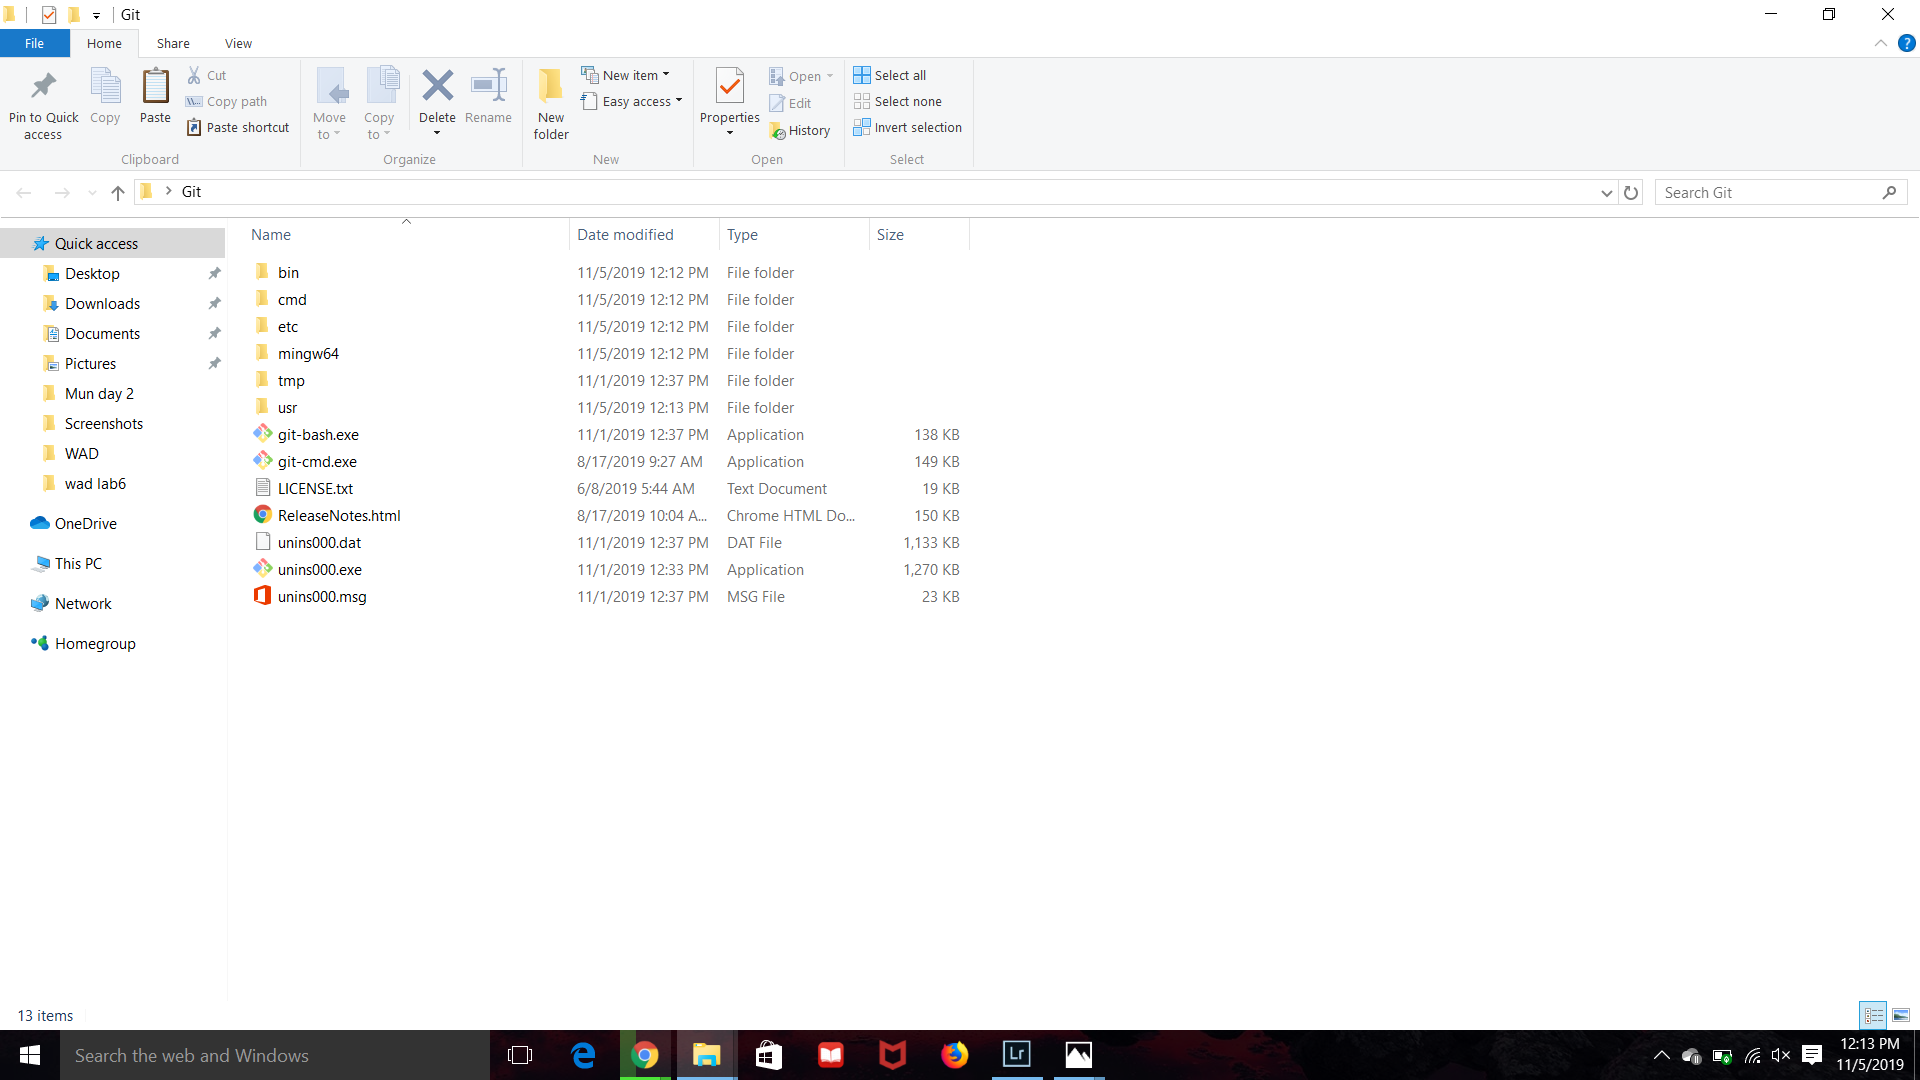 Git
File Home Share View
Pin to Quick access
Copy
Paste
Cut
Copy path
Paste shortcut
Clipboard
Move to
Copy to
Delete
Rename
Organize
New folder
New item
Easy access
New
Properties
Open
Edit
History
Open
Select all
Select none
Invert selection
Select
Git
Search Git
Quick access
Desktop
Downloads
Documents
Pictures
Mun day 2
Screenshots
WAD
wad lab6
OneDrive
This PC
Network
Homegroup
Name Date modified Type Size
bin 11/5/2019 12:12 PM File folder
cmd 11/5/2019 12:12 PM File folder
etc 11/5/2019 12:12 PM File folder
mingw64 11/5/2019 12:12 PM File folder
tmp 11/1/2019 12:37 PM File folder
usr 11/5/2019 12:13 PM File folder
git-bash.exe 11/1/2019 12:37 PM Application 138 KB
git-cmd.exe 8/17/2019 9:27 AM Application 149 KB
LICENSE.txt 6/8/2019 5:44 AM Text Document 19 KB
ReleaseNotes.html 8/17/2019 10:04 A... Chrome HTML Do... 150 KB
unins000.dat 11/1/2019 12:37 PM DAT File 1,133 KB
unins000.exe 11/1/2019 12:33 PM Application 1,270 KB
unins000.msg 11/1/2019 12:37 PM MSG File 23 KB
13 items
Search the web and Windows
Lr
12:13 PM
11/5/2019